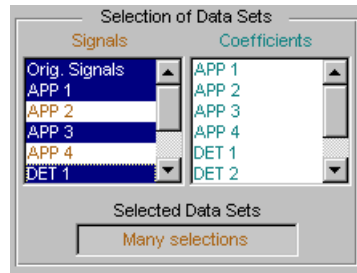 Selection of Data Sets
Signals
Coefficients
Orig. Signals
APP 1
APP 2
APP 3
APP 4
DET 1
APP 1
APP 2
APP 3
APP 4
DET 1
DET 2
Selected Data Sets
Many selections